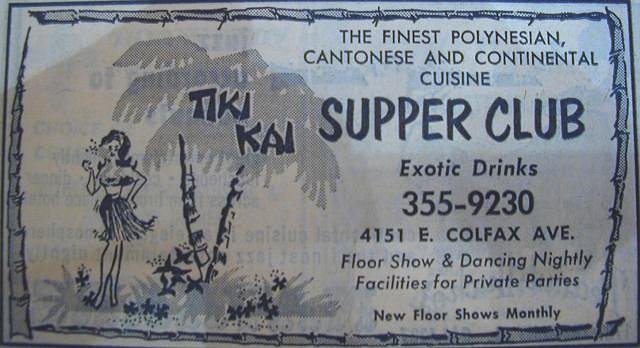 TIKI
KAI
THE FINEST POLYNESIAN,
CANTONESE AND CONTINENTAL
CUISINE
SUPPER CLUB
Exotic Drinks
355-9230
4151 E. COLFAX AVE.
Floor Show & Dancing Nightly
Facilities for Private Parties
New Floor Shows Monthly